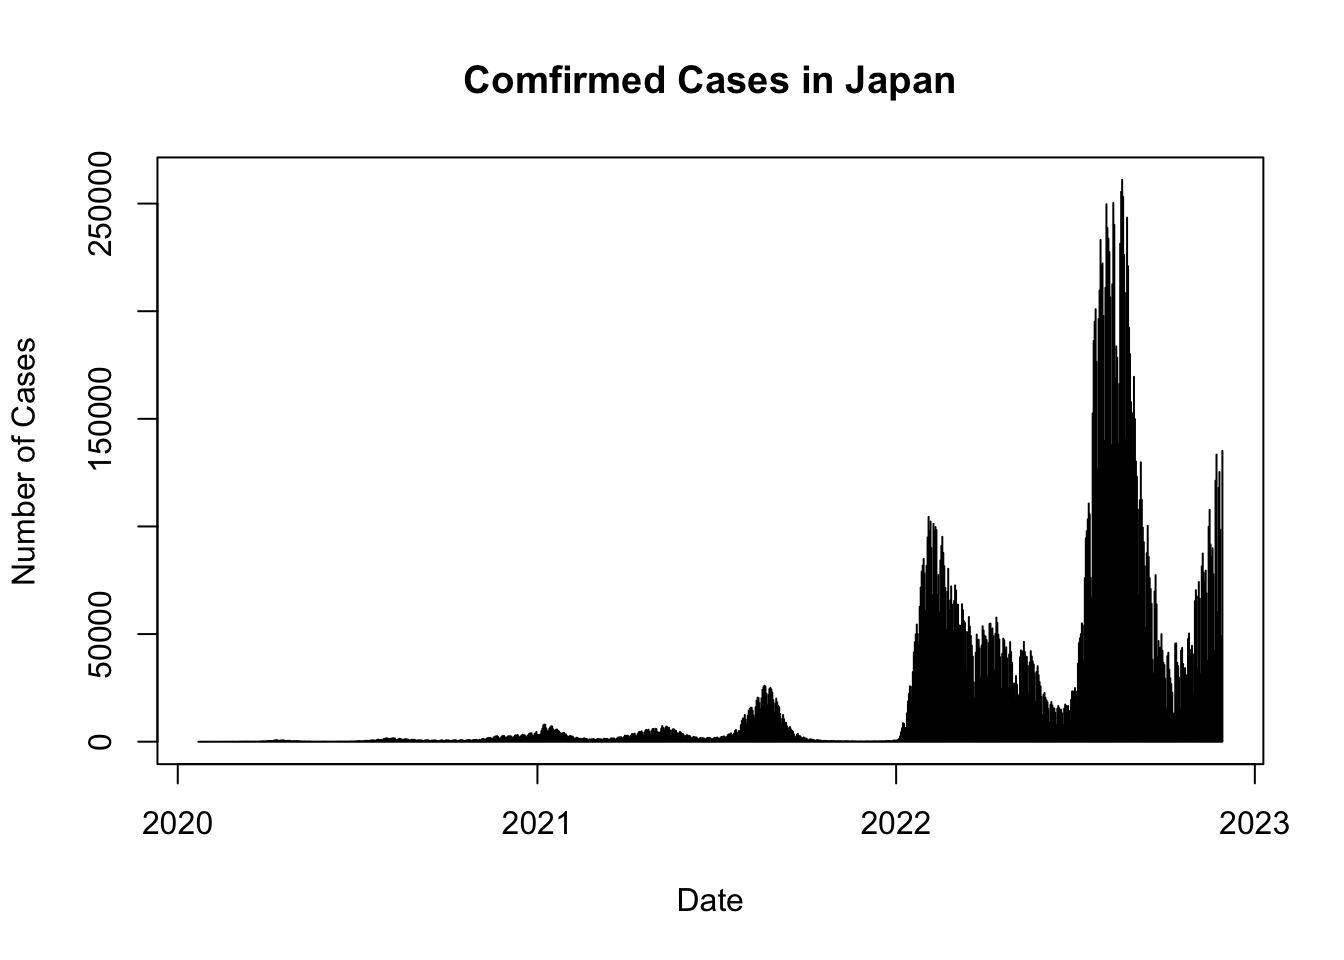 Comfirmed Cases in Japan
Number of Cases
250000
150000
50000
0
2020 2021 2022 2023
Date